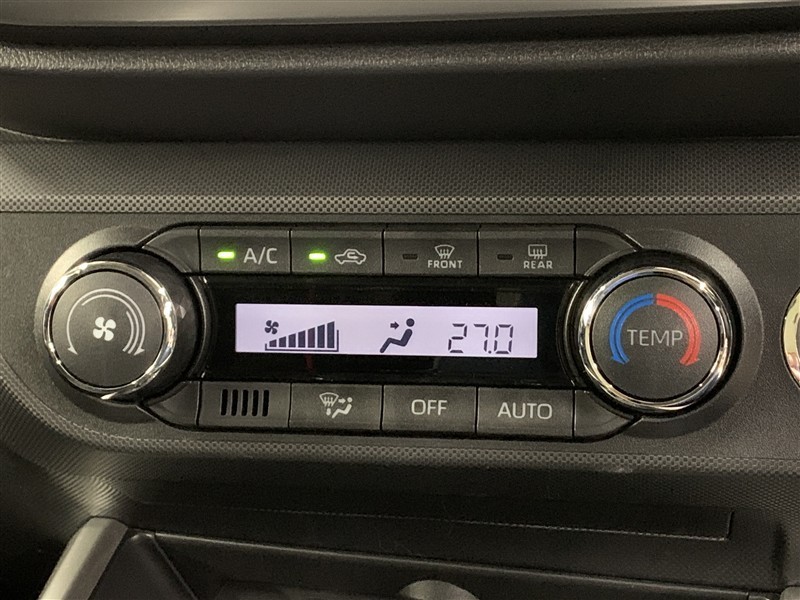 A/C
FRONT
REAR
27.0
TEMP
OFF
AUTO